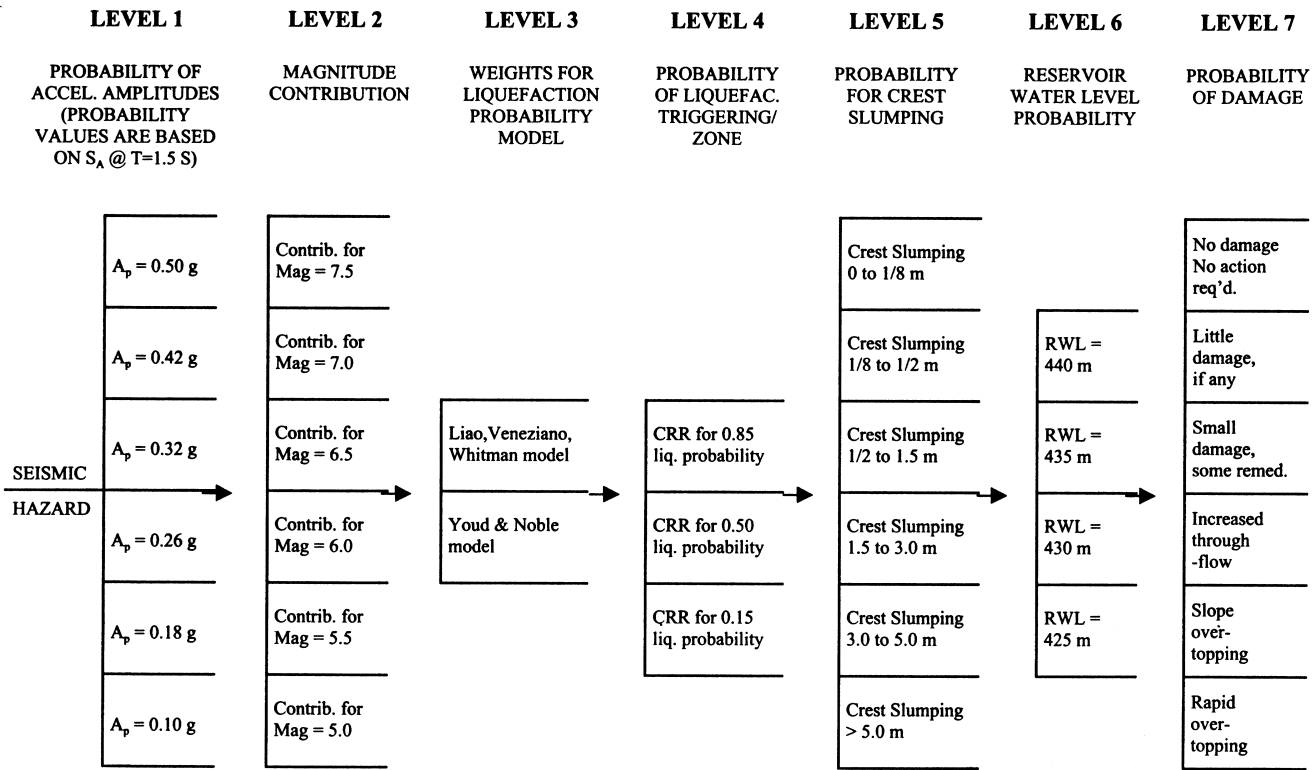 LEVEL 1
PROBABILITY OF
ACCEL. AMPLITUDES
(PROBABILITY
VALUES ARE BASED
ON S_A @ T=1.5 S)
LEVEL 2
MAGNITUDE
CONTRIBUTION
LEVEL 3
WEIGHTS FOR
LIQUEFACTION
PROBABILITY
MODEL
LEVEL 4
PROBABILITY
OF LIQUEFAC.
TRIGGERING/
ZONE
LEVEL 5
PROBABILITY
FOR CREST
SLUMPING
LEVEL 6
RESERVOIR
WATER LEVEL
PROBABILITY
LEVEL 7
PROBABILITY
OF DAMAGE
SEISMIC
HAZARD
A_p = 0.50 g
A_p = 0.42 g
A_p = 0.32 g
A_p = 0.26 g
A_p = 0.18 g
A_p = 0.10 g
Contrib. for
Mag = 7.5
Contrib. for
Mag = 7.0
Contrib. for
Mag = 6.5
Contrib. for
Mag = 6.0
Contrib. for
Mag = 5.5
Contrib. for
Mag = 5.0
Liao,Veneziano,
Whitman model
Youd & Noble
model
CRR for 0.85
liq. probability
CRR for 0.50
liq. probability
CRR for 0.15
liq. probability
Crest Slumping
0 to 1/8 m
Crest Slumping
1/8 to 1/2 m
Crest Slumping
1/2 to 1.5 m
Crest Slumping
1.5 to 3.0 m
Crest Slumping
3.0 to 5.0 m
Crest Slumping
> 5.0 m
RWL =
440 m
RWL =
435 m
RWL =
430 m
RWL =
425 m
No damage
No action
req'd.
Little
damage,
if any
Small
damage,
some remed.
Increased
through
-flow
Slope
over-
topping
Rapid
over-
topping